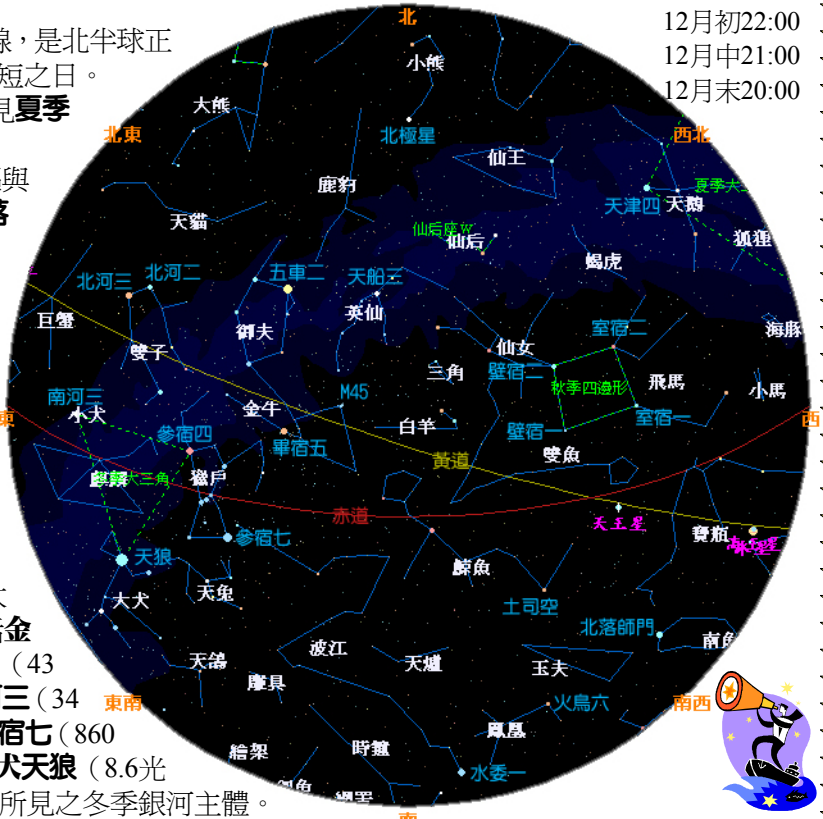 北
12月初22:00
線，是北半球正
12月中21:00
短之日。
12月末20:00
見夏季
與
落
小熊
大熊
北東
北極星
西北
仙王
鹿豹
夏季大
天津四
天鵝
天貓
仙后座W
仙后
狐狸
蝎虎
北河三
北河二
五車二
天船三
巨蟹
英仙
御夫
室宿二
海豚
雙子
仙女
三角
壁宿二
飛馬
秋季四邊形
小馬
南河三
M45
小犬
金牛
室宿一
東
參宿四
白羊
壁宿一
西
畢宿五
雙魚
黃道
麒麟
大三角
獵戶
赤道
天王星
參宿七
寶瓶
天狼
鯨魚
大犬
天兔
土司空
金
北落師門
南魚
波江
（43
天鴿
天爐
玉夫
雕具
三（34
東南
火鳥六
南西
宿七（860
鳳凰
繪架
時鐘
犬天狼（8.6光
水委一
所見之冬季銀河主體。
南